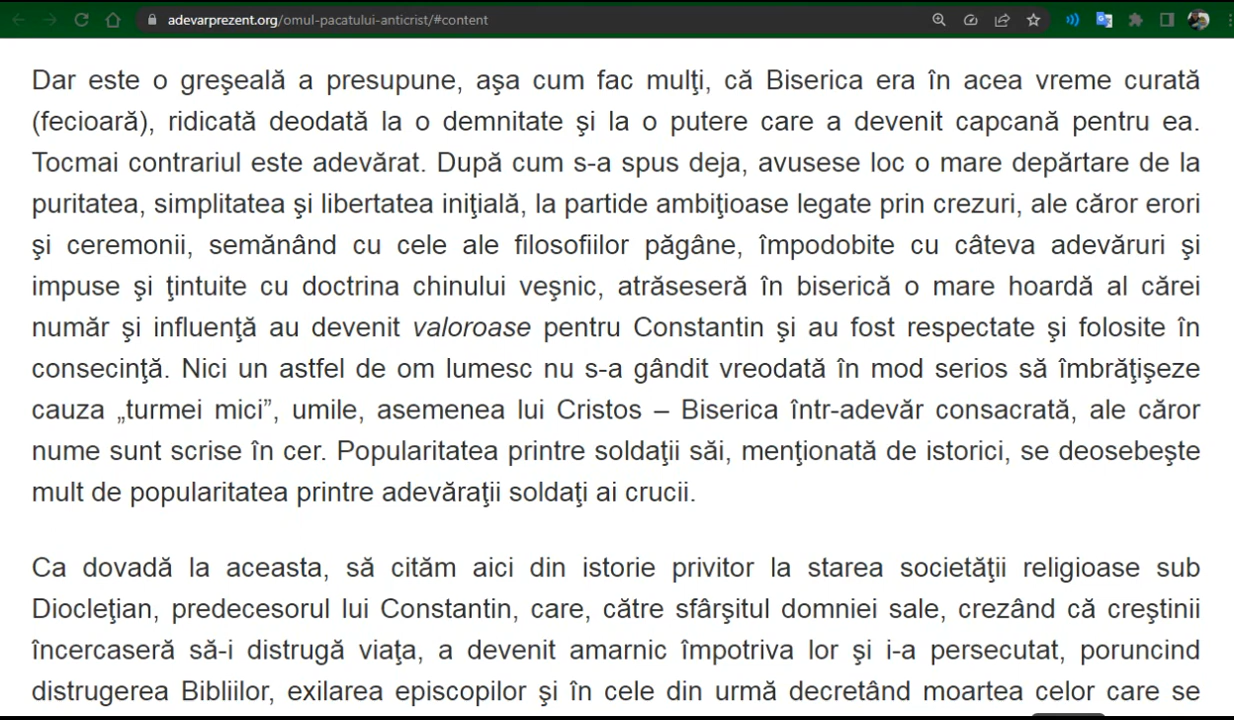 adevarprezent.org/omul-pacatului-anticrist/#content
Dar este o greşeală a presupune, aşa cum fac mulţi, că Biserica era în acea vreme curată
(fecioară), ridicată deodată la o demnitate şi la o putere care a devenit capcană pentru ea.
Tocmai contrariul este adevărat. După cum s-a spus deja, avusese loc o mare depărtare de la
puritatea, simplitatea şi libertatea iniţială, la partide ambiţioase legate prin crezuri, ale căror erori
şi ceremonii, semănând cu cele ale filosofiilor păgâne, împodobite cu câteva adevăruri şi
impuse şi ţintuite cu doctrina chinului veşnic, atrăseseră în biserică o mare hoardă al cărei
număr şi influenţă au devenit valoroase pentru Constantin şi au fost respectate şi folosite în
consecinţă. Nici un astfel de om lumesc nu s-a gândit vreodată în mod serios să îmbrăţişeze
cauza „turmei mici”, umile, asemenea lui Cristos – Biserica într-adevăr consacrată, ale căror
nume sunt scrise în cer. Popularitatea printre soldaţii săi, menţionată de istorici, se deosebeşte
mult de popularitatea printre adevăraţii soldaţi ai crucii.
Ca dovadă la aceasta, să cităm aici din istorie privitor la starea societăţii religioase sub
Diocleţian, predecesorul lui Constantin, care, către sfârşitul domniei sale, crezând că creştinii
încercaseră să-i distrugă viaţa, a devenit amarnic împotriva lor şi i-a persecutat, poruncind
distrugerea Bibliilor, exilarea episcopilor şi în cele din urmă decretând moartea celor care se